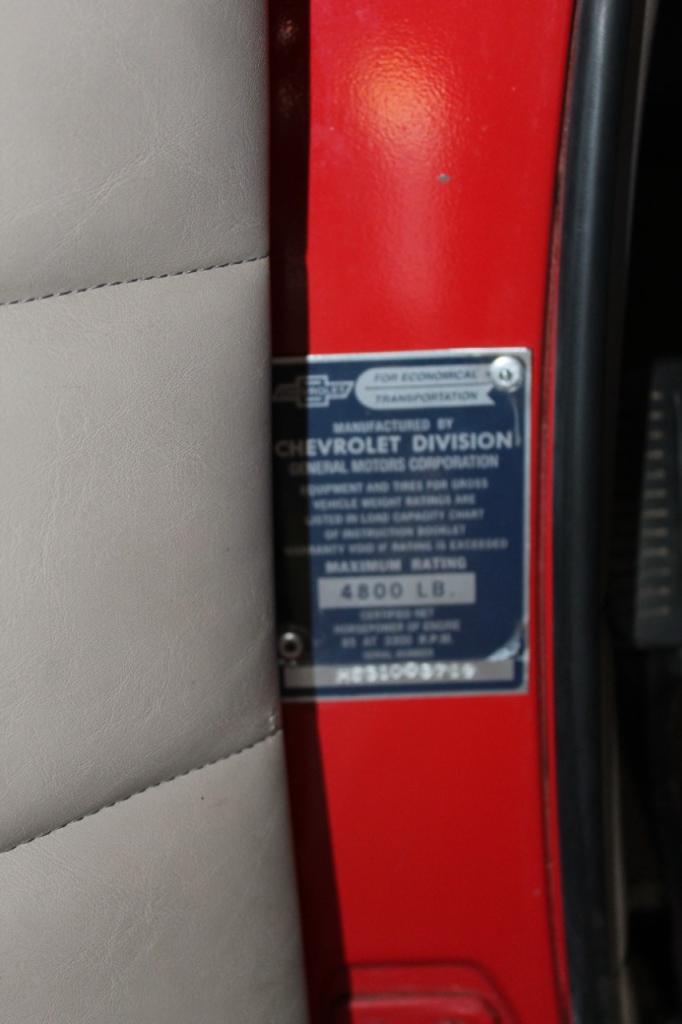 FOR ECONOMICAL
TRANSPORTATION
MANUFACTURED BY
CHEVROLET DIVISION
GENERAL MOTORS CORPORATION
EQUIPMENT AND TIRES FOR GROSS
VEHICLE WEIGHT RATINGS ARE
LISTED IN LOAD CAPACITY CHART
OF INSTRUCTION BOOKLET
WARRANTY VOID IF RATING IS EXCEEDED
MAXIMUM RATING
4800 LB.
CERTIFIED NET
HORSEPOWER OF ENGINE
85 AT 3300 R.P.M.
SERIAL NUMBER